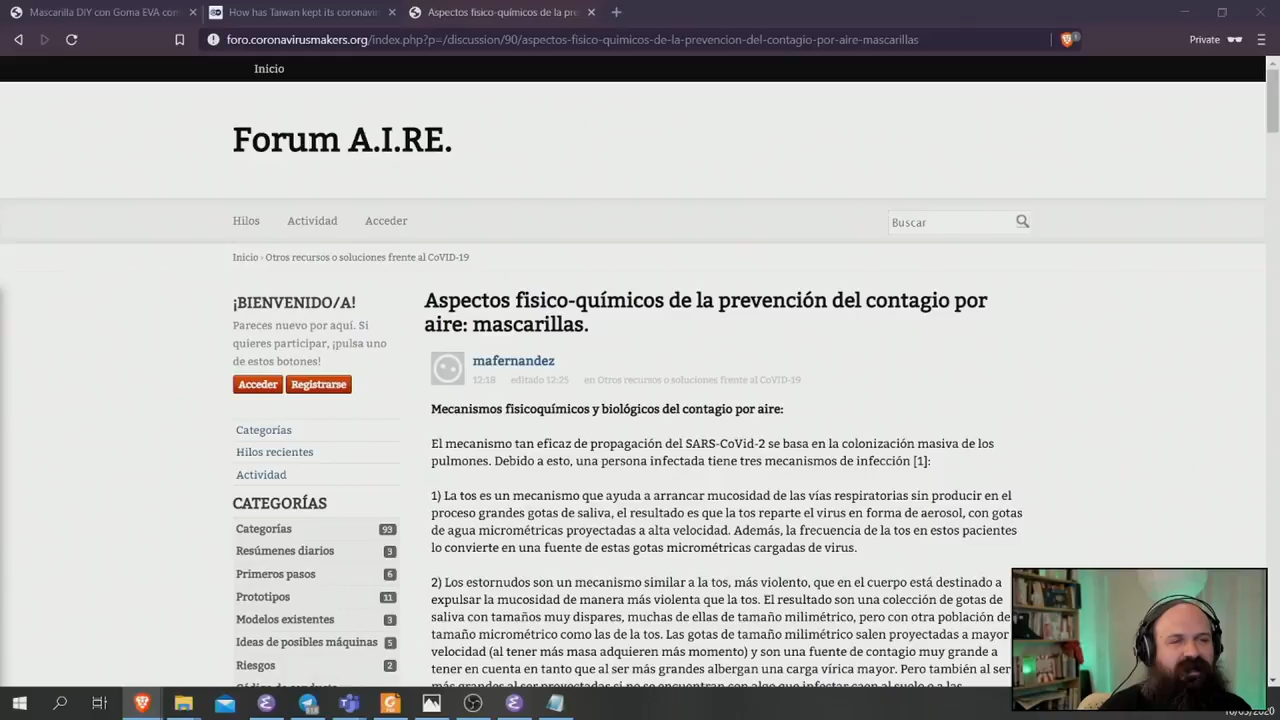 Mascarilla DIY con Goma EVA con
How has Taiwan kept its coronavir
Aspectos fisico-químicos de la pre
foro.coronavirusmakers.org/index.php?p=/discussion/90/aspectos-fisico-quimicos-de-la-prevencion-del-contagio-por-aire-mascarillas
Private
Inicio
Forum A.I.RE.
Hilos
Actividad
Acceder
Buscar
Inicio › Otros recursos o soluciones frente al CoVID-19
¡BIENVENIDO/A!
Pareces nuevo por aquí. Si
quieres participar, ¡pulsa uno
de estos botones!
Acceder
Registrarse
Categorías
Hilos recientes
Actividad
CATEGORÍAS
Categorías 93
Resúmenes diarios 3
Primeros pasos 6
Prototipos 11
Modelos existentes 3
Ideas de posibles máquinas 5
Riesgos 2
Aspectos fisico-químicos de la prevención del contagio por
aire: mascarillas.
mafernandez
12:18 editado 12:25 en Otros recursos o soluciones frente al CoVID-19
Mecanismos fisicoquímicos y biológicos del contagio por aire:
El mecanismo tan eficaz de propagación del SARS-CoVid-2 se basa en la colonización masiva de los
pulmones. Debido a esto, una persona infectada tiene tres mecanismos de infección [1]:
1) La tos es un mecanismo que ayuda a arrancar mucosidad de las vías respiratorias sin producir en el
proceso grandes gotas de saliva, el resultado es que la tos reparte el virus en forma de aerosol, con gotas
de agua micrométricas proyectadas a alta velocidad. Además, la frecuencia de la tos en estos pacientes
lo convierte en una fuente de estas gotas micrométricas cargadas de virus.
2) Los estornudos son un mecanismo similar a la tos, más violento, que en el cuerpo está destinado a
expulsar la mucosidad de manera más violenta que la tos. El resultado son una colección de gotas de
saliva con tamaños muy dispares, muchas de ellas de tamaño milimétrico, pero con otra población de
tamaño micrométrico como las de la tos. Las gotas de tamaño milimétrico salen proyectadas a mayor
velocidad (al tener más masa adquieren más momento) y son una fuente de contagio muy grande a
tener en cuenta en tanto que al ser más grandes albergan una carga vírica mayor. Pero también al ser